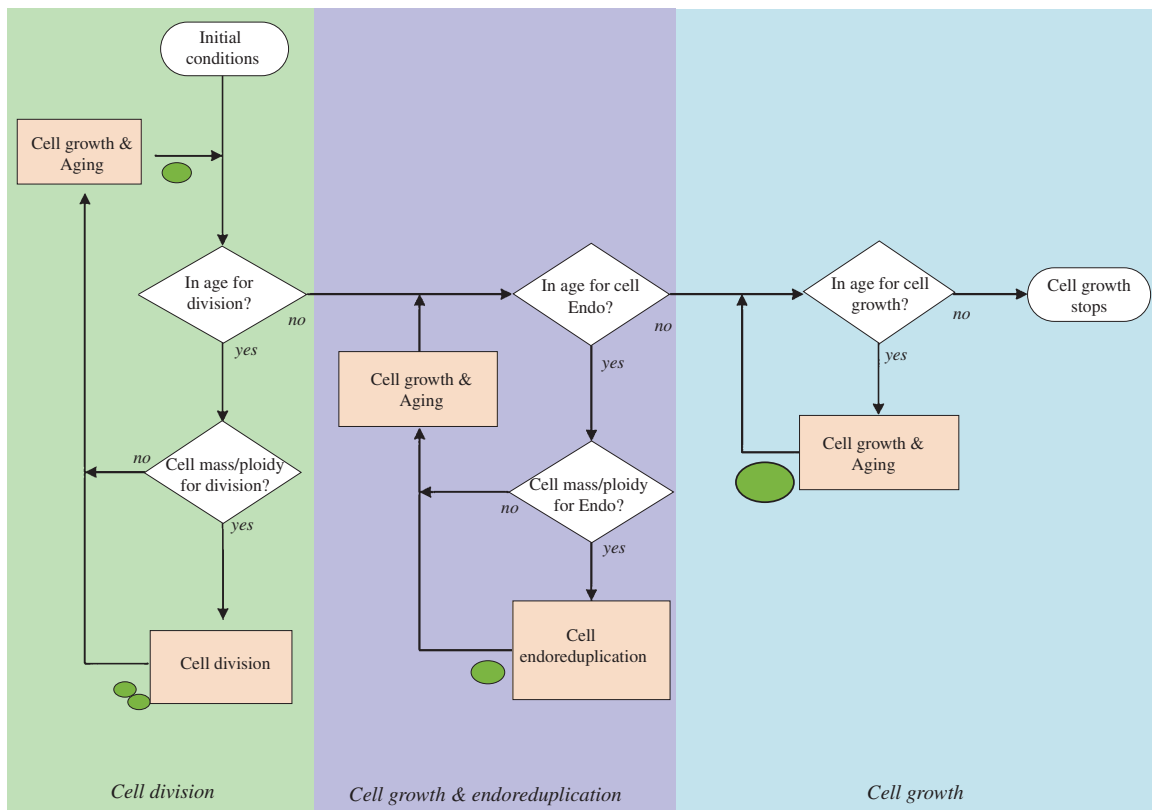 Initial
conditions
Cell growth &
Aging
In age for
division?
no
yes
Cell mass/ploidy
for division?
no
yes
Cell division
Cell division
In age for cell
Endo?
no
yes
Cell growth &
Aging
Cell mass/ploidy
for Endo?
no
yes
Cell
endoreduplication
Cell growth & endoreduplication
In age for cell
growth?
no
yes
Cell growth
stops
Cell growth &
Aging
Cell growth